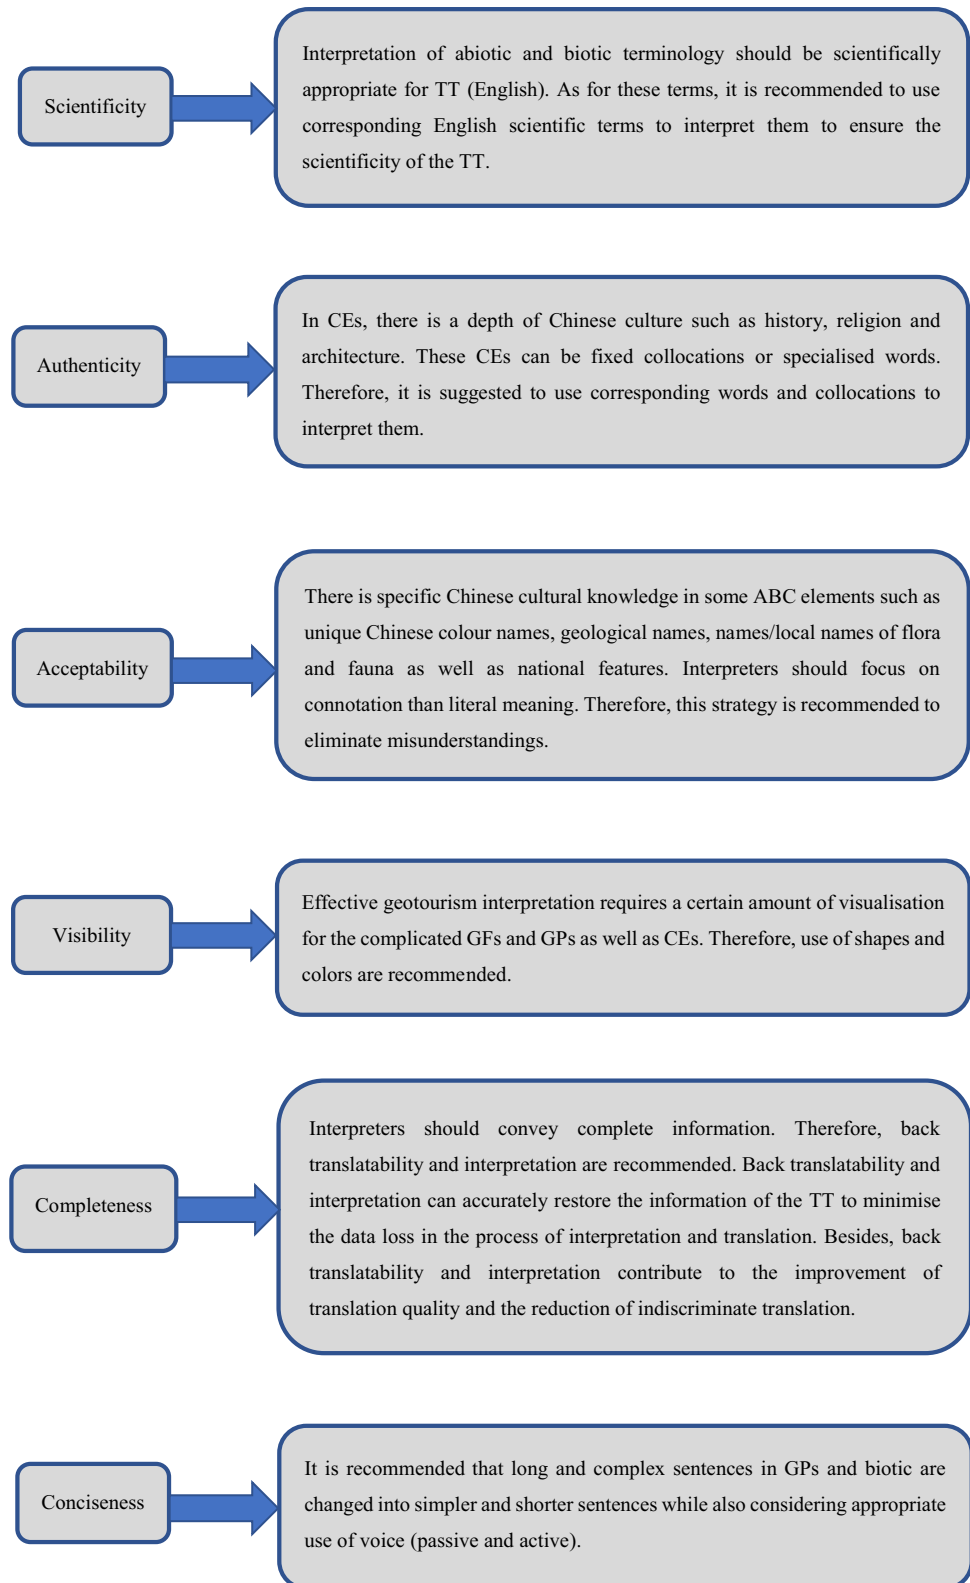 Scientificity
Interpretation of abiotic and biotic terminology should be scientifically
appropriate for TT (English). As for these terms, it is recommended to use
corresponding English scientific terms to interpret them to ensure the
scientificity of the TT.
Authenticity
In CEs, there is a depth of Chinese culture such as history, religion and
architecture. These CEs can be fixed collocations or specialised words.
Therefore, it is suggested to use corresponding words and collocations to
interpret them.
Acceptability
There is specific Chinese cultural knowledge in some ABC elements such as
unique Chinese colour names, geological names, names/local names of flora
and fauna as well as national features. Interpreters should focus on
connotation than literal meaning. Therefore, this strategy is recommended to
eliminate misunderstandings.
Visibility
Effective geotourism interpretation requires a certain amount of visualisation
for the complicated GFs and GPs as well as CEs. Therefore, use of shapes and
colors are recommended.
Completeness
Interpreters should convey complete information. Therefore, back
translatability and interpretation are recommended. Back translatability and
interpretation can accurately restore the information of the TT to minimise
the data loss in the process of interpretation and translation. Besides, back
translatability and interpretation contribute to the improvement of
translation quality and the reduction of indiscriminate translation.
Conciseness
It is recommended that long and complex sentences in GPs and biotic are
changed into simpler and shorter sentences while also considering appropriate
use of voice (passive and active).